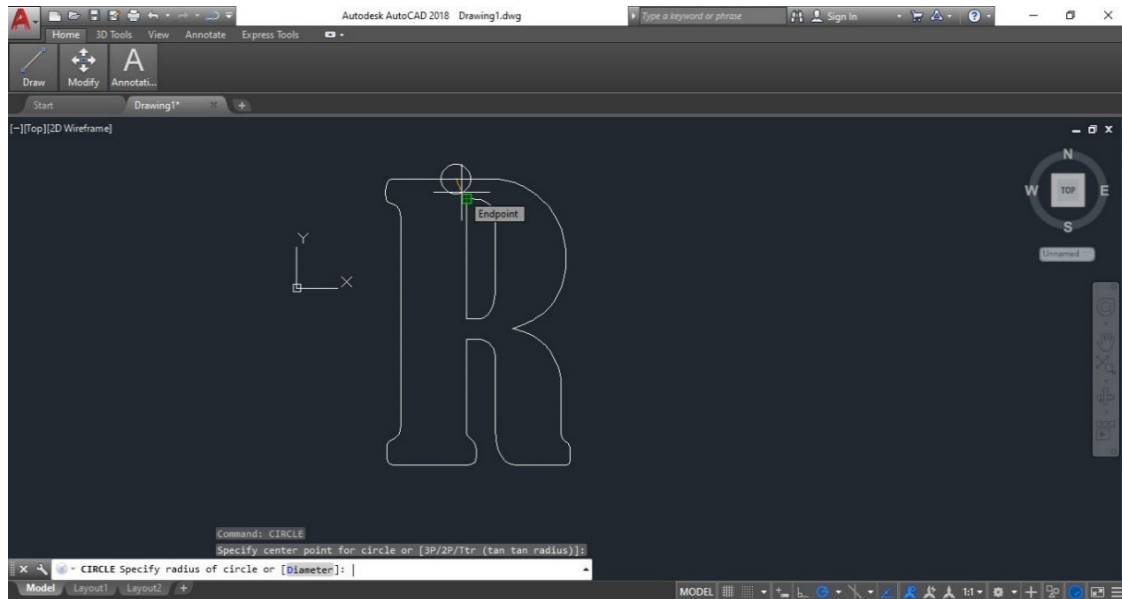 A
Autodesk AutoCAD 2018 Drawing1.dwg
Type a keyword or phrase
Sign In
?
Home 3D Tools View Annotate Express Tools
A
Draw Modify Annotati...
Start Drawing1* +
[−][Top][2D Wireframe]
N
W TOP E
S
Unnamed
R
Endpoint
Y
X
Command: CIRCLE
Specify center point for circle or [3P/2P/Ttr (tan tan radius)]:
CIRCLE Specify radius of circle or [Diameter]:
Model Layout1 Layout2 +
MODEL 1:1